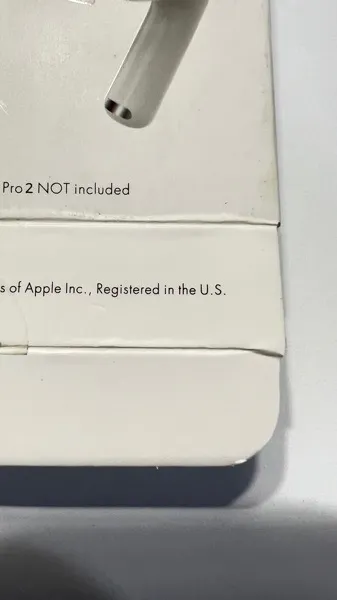 Pro 2 NOT included
s of Apple Inc., Registered in the U.S.